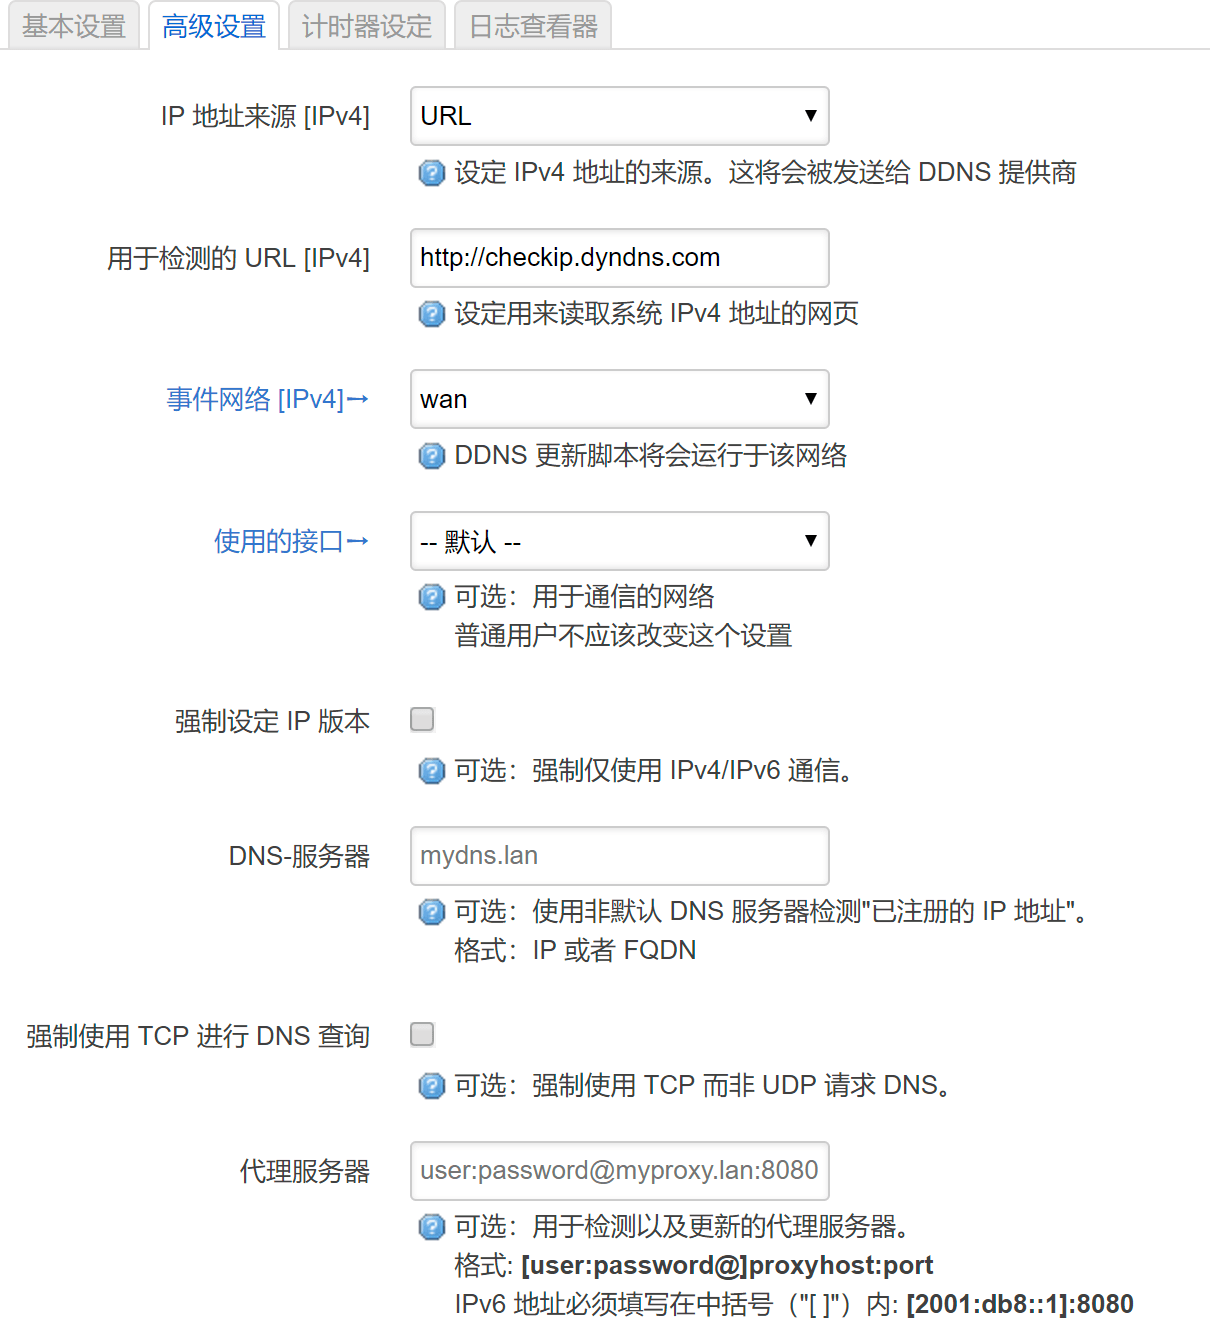 基本设置 高级设置 计时器设定 日志查看器
IP 地址来源 [IPv4] URL
设定 IPv4 地址的来源。这将会被发送给 DDNS 提供商
用于检测的 URL [IPv4] http://checkip.dyndns.com
设定用来读取系统 IPv4 地址的网页
事件网络 [IPv4]→ wan
DDNS 更新脚本将会运行于该网络
使用的接口→ -- 默认 --
可选：用于通信的网络
普通用户不应该改变这个设置
强制设定 IP 版本
可选：强制仅使用 IPv4/IPv6 通信。
DNS-服务器 mydns.lan
可选：使用非默认 DNS 服务器检测"已注册的 IP 地址"。
格式：IP 或者 FQDN
强制使用 TCP 进行 DNS 查询
可选：强制使用 TCP 而非 UDP 请求 DNS。
代理服务器 user:password@myproxy.lan:8080
可选：用于检测以及更新的代理服务器。
格式: [user:password@]proxyhost:port
IPv6 地址必须填写在中括号（"[ ]"）内: [2001:db8::1]:8080